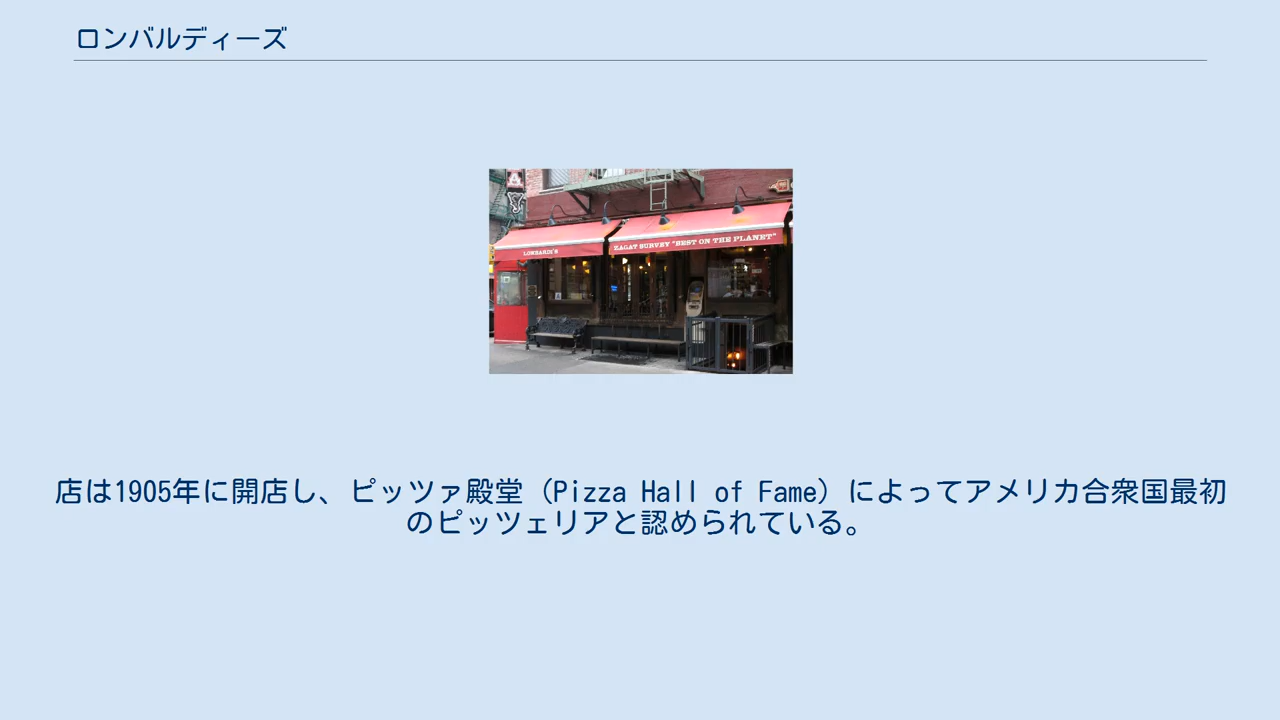 ロンバルディーズ
LOMBARDI'S
ZAGAT SURVEY "BEST ON THE PLANET"
店は1905年に開店し、ピッツァ殿堂（Pizza Hall of Fame）によってアメリカ合衆国最初
のピッツェリアと認められている。